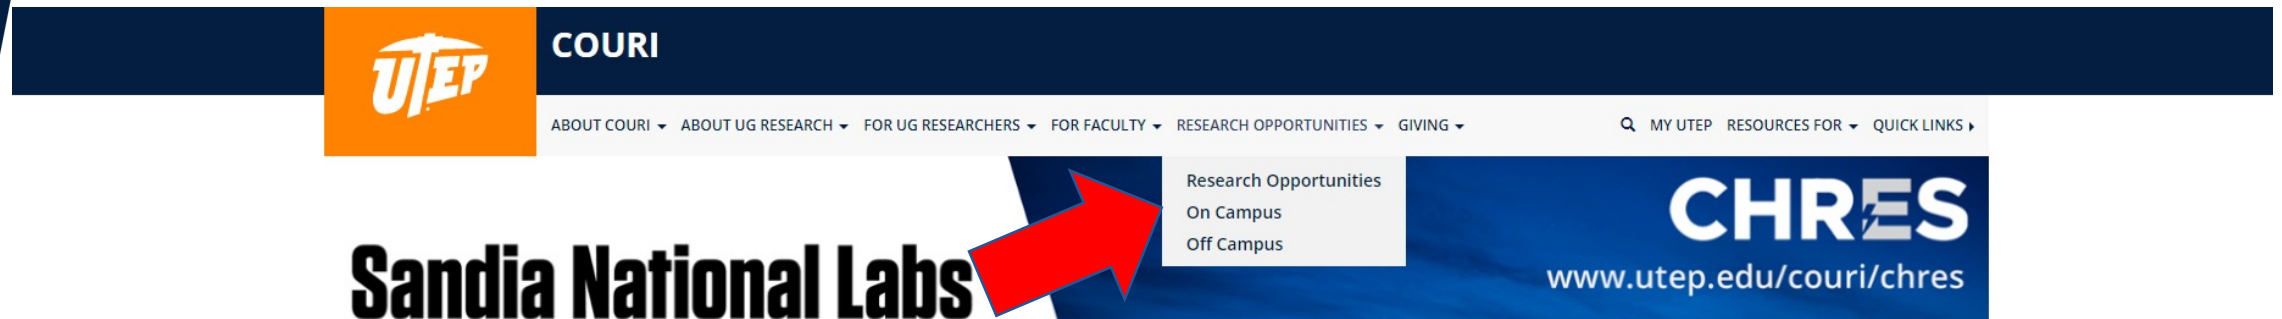 UTEP
COURI
ABOUT COURI ABOUT UG RESEARCH FOR UG RESEARCHERS FOR FACULTY RESEARCH OPPORTUNITIES GIVING MY UTEP RESOURCES FOR QUICK LINKS
Research Opportunities
On Campus
Off Campus
CHRES
www.utep.edu/couri/chres
Sandia National Labs